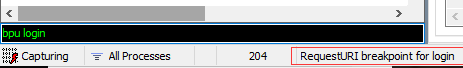 bpu login
Capturing All Processes 204 RequestURI breakpoint for login